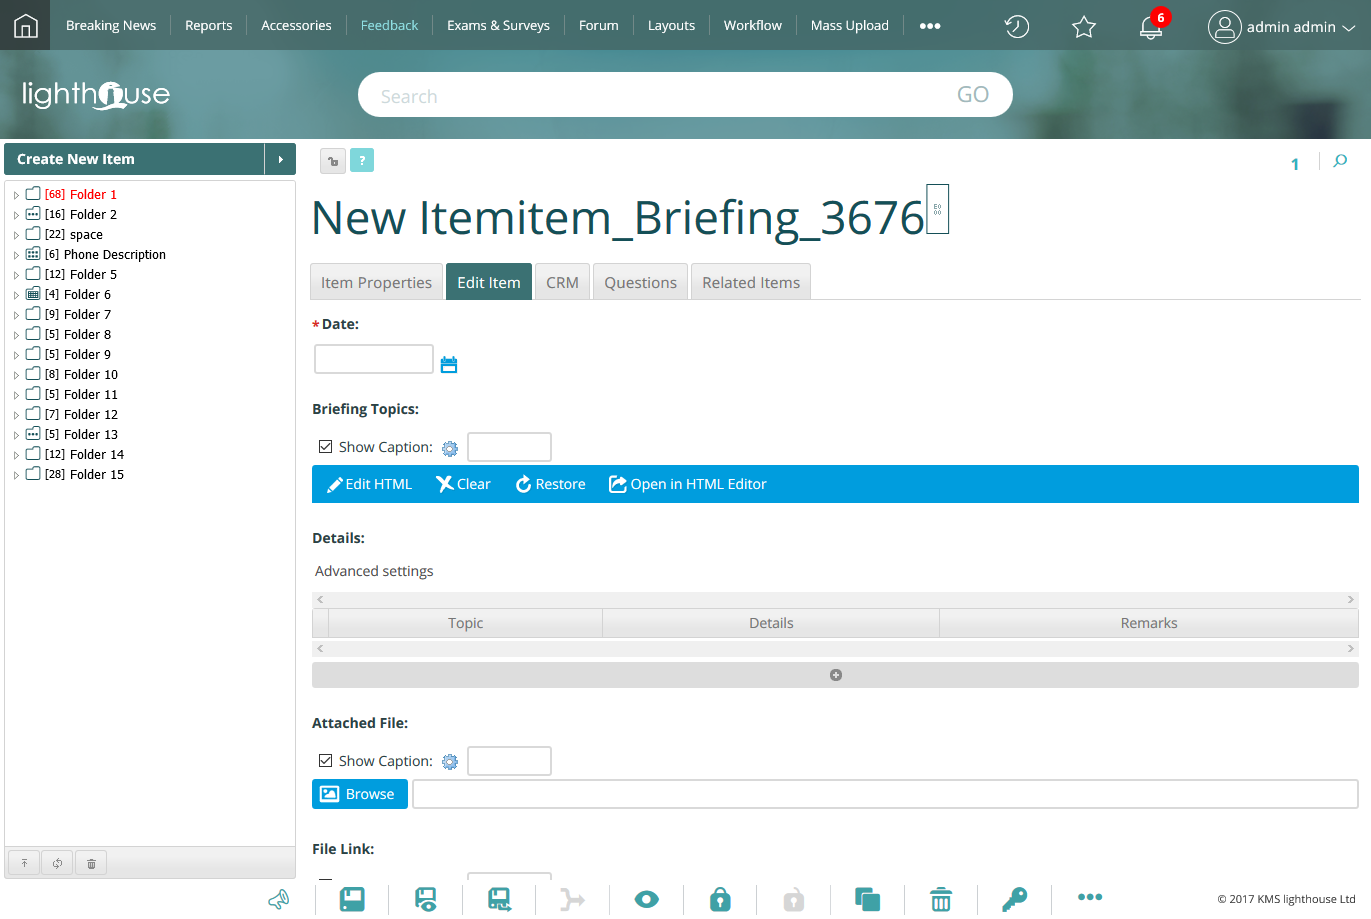 Breaking News
Reports
Accessories
Feedback
Exams & Surveys
Forum
Layouts
Workflow
Mass Upload
6
admin admin
lighthouse
Search
GO
Create New Item
[68] Folder 1
[16] Folder 2
[22] space
[6] Phone Description
[12] Folder 5
[4] Folder 6
[9] Folder 7
[5] Folder 8
[5] Folder 9
[8] Folder 10
[5] Folder 11
[7] Folder 12
[5] Folder 13
[12] Folder 14
[28] Folder 15
?
1
New Itemitem_Briefing_3676
Item Properties
Edit Item
CRM
Questions
Related Items
* Date:
Briefing Topics:
Show Caption:
Edit HTML
Clear
Restore
Open in HTML Editor
Details:
Advanced settings
Topic
Details
Remarks
Attached File:
Show Caption:
Browse
File Link:
© 2017 KMS lighthouse Ltd